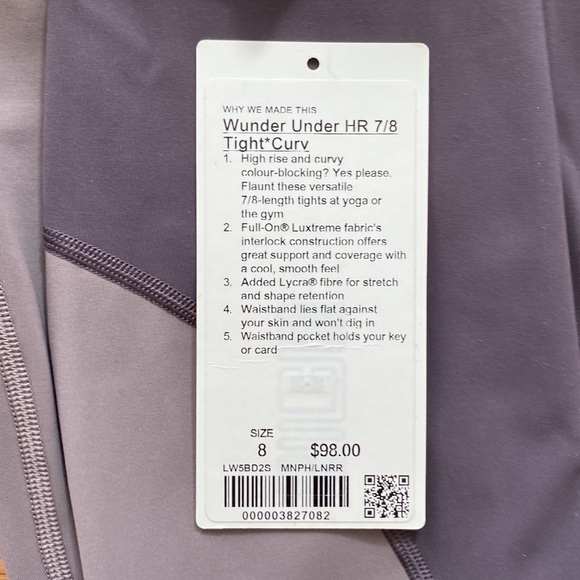 WHY WE MADE THIS
Wunder Under HR 7/8
Tight*Curv
1. High rise and curvy
colour-blocking? Yes please.
Flaunt these versatile
7/8-length tights at yoga or
the gym
2. Full-On® Luxtreme fabric's
interlock construction offers
great support and coverage with
a cool, smooth feel
3. Added Lycra® fibre for stretch
and shape retention
4. Waistband lies flat against
your skin and won't dig in
5. Waistband pocket holds your key
or card
SIZE
8 $98.00
LW5BD2S MNPH/LNRR
000003827082